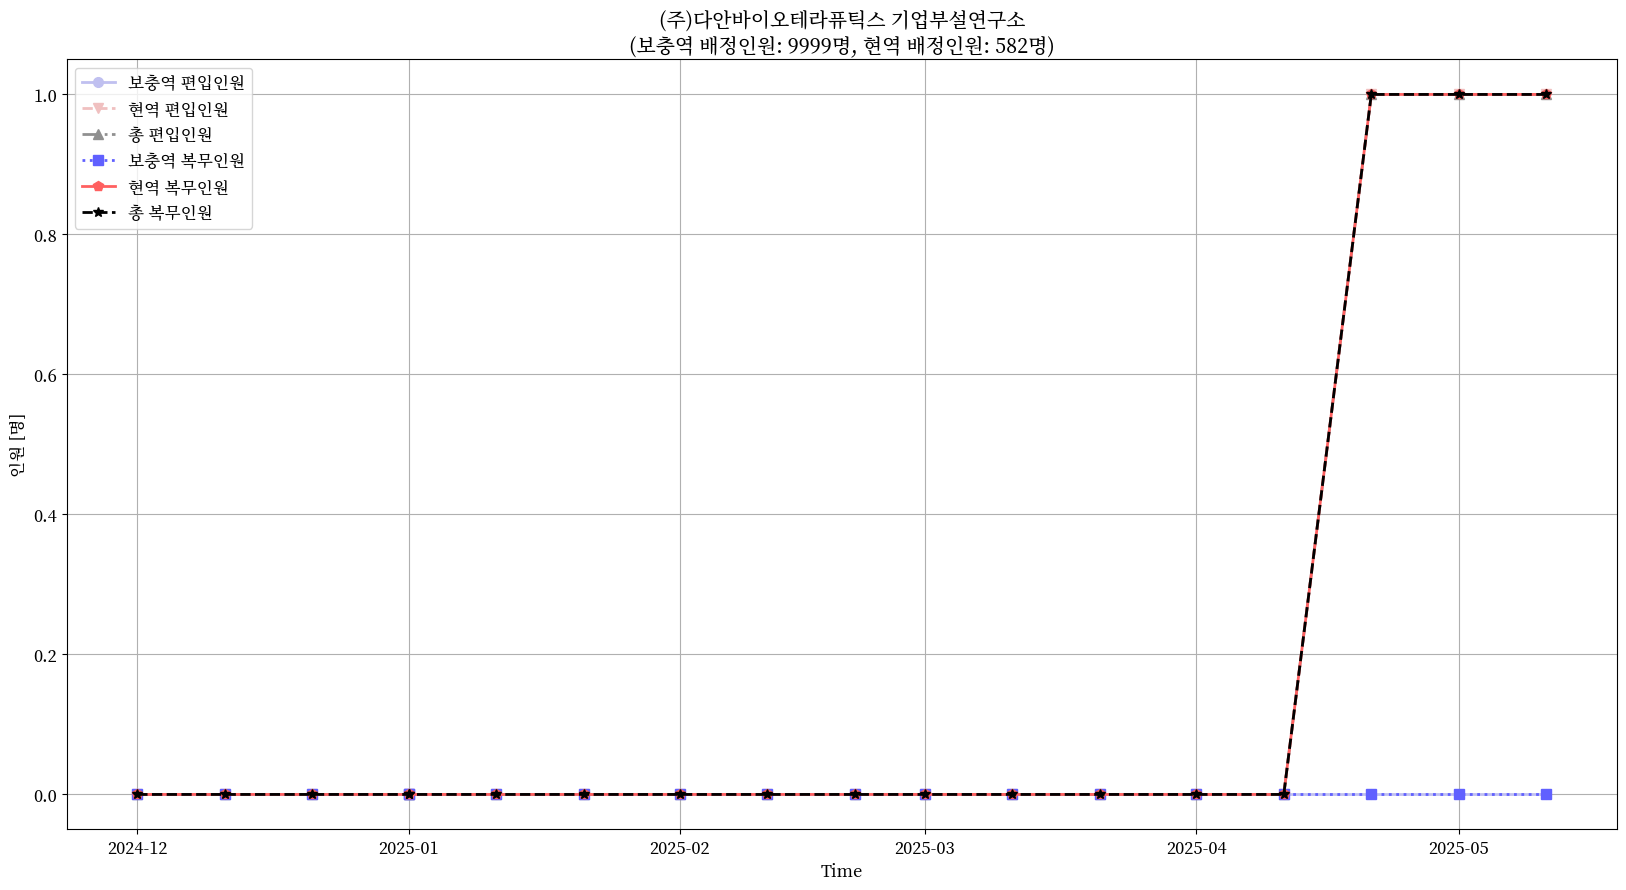 (주)다안바이오테라퓨틱스 기업부설연구소
(보충역 배정인원: 9999명, 현역 배정인원: 582명)
보충역 편입인원
현역 편입인원
총 편입인원
보충역 복무인원
현역 복무인원
총 복무인원
1.0
0.8
0.6
0.4
0.2
0.0
인원 [명]
2024-12
2025-01
2025-02
2025-03
2025-04
2025-05
Time